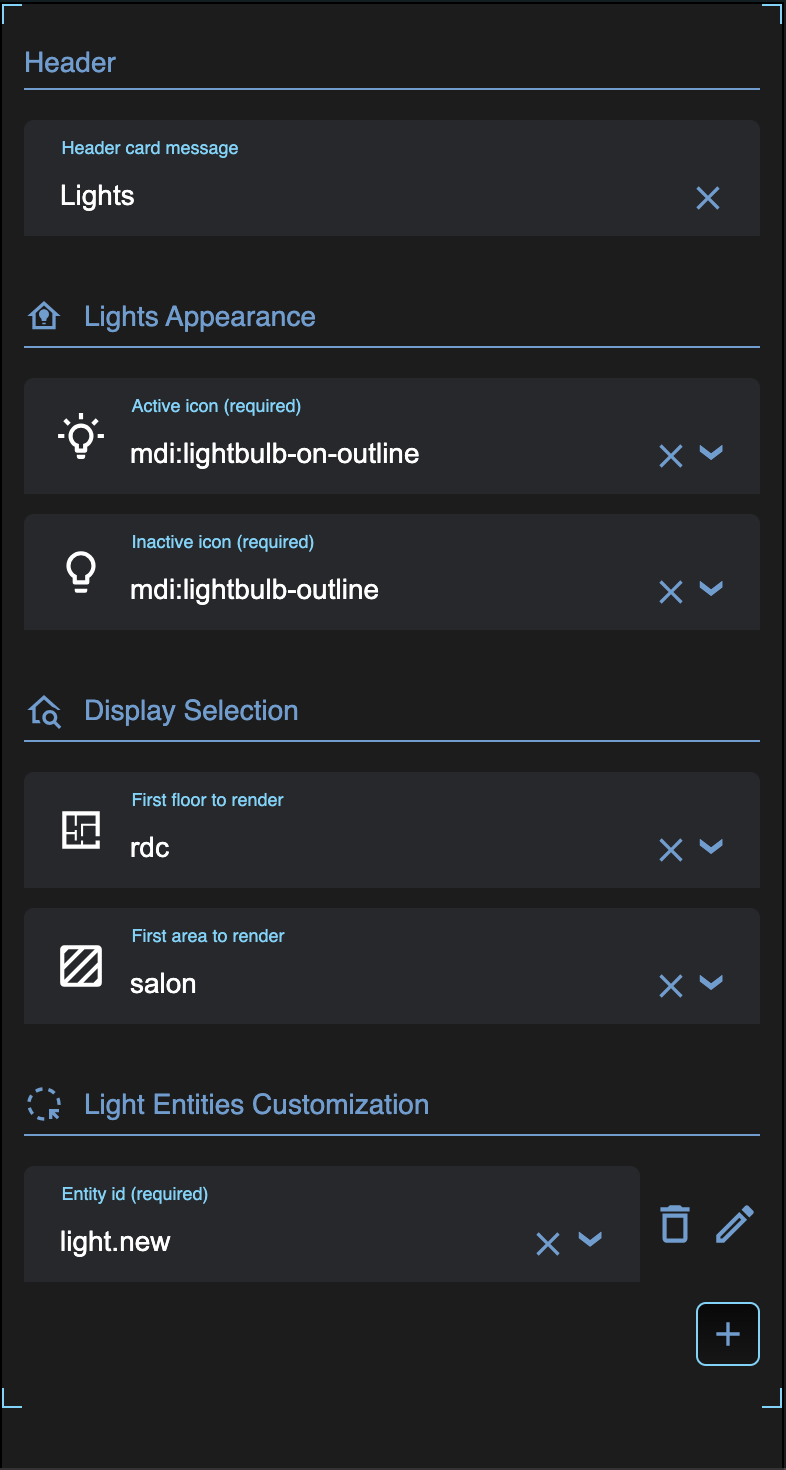 Header
Header card message
Lights
Lights Appearance
Active icon (required)
mdi:lightbulb-on-outline
Inactive icon (required)
mdi:lightbulb-outline
Display Selection
First floor to render
rdc
First area to render
salon
Light Entities Customization
Entity id (required)
light.new